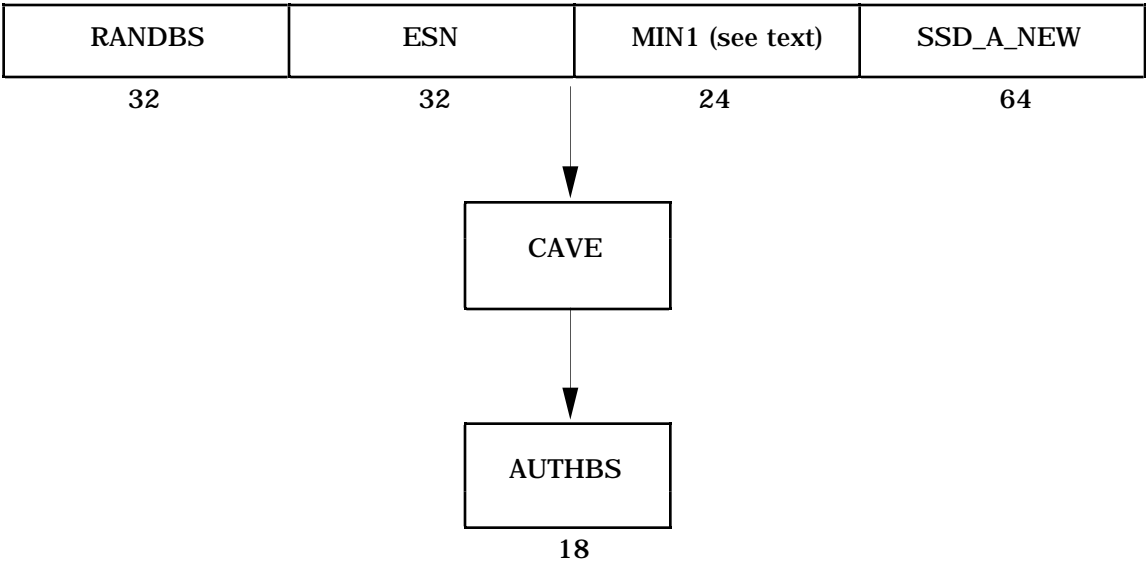 RANDBS ESN MIN1 (see text) SSD_A_NEW
32 32 24 64
CAVE
AUTHBS
18